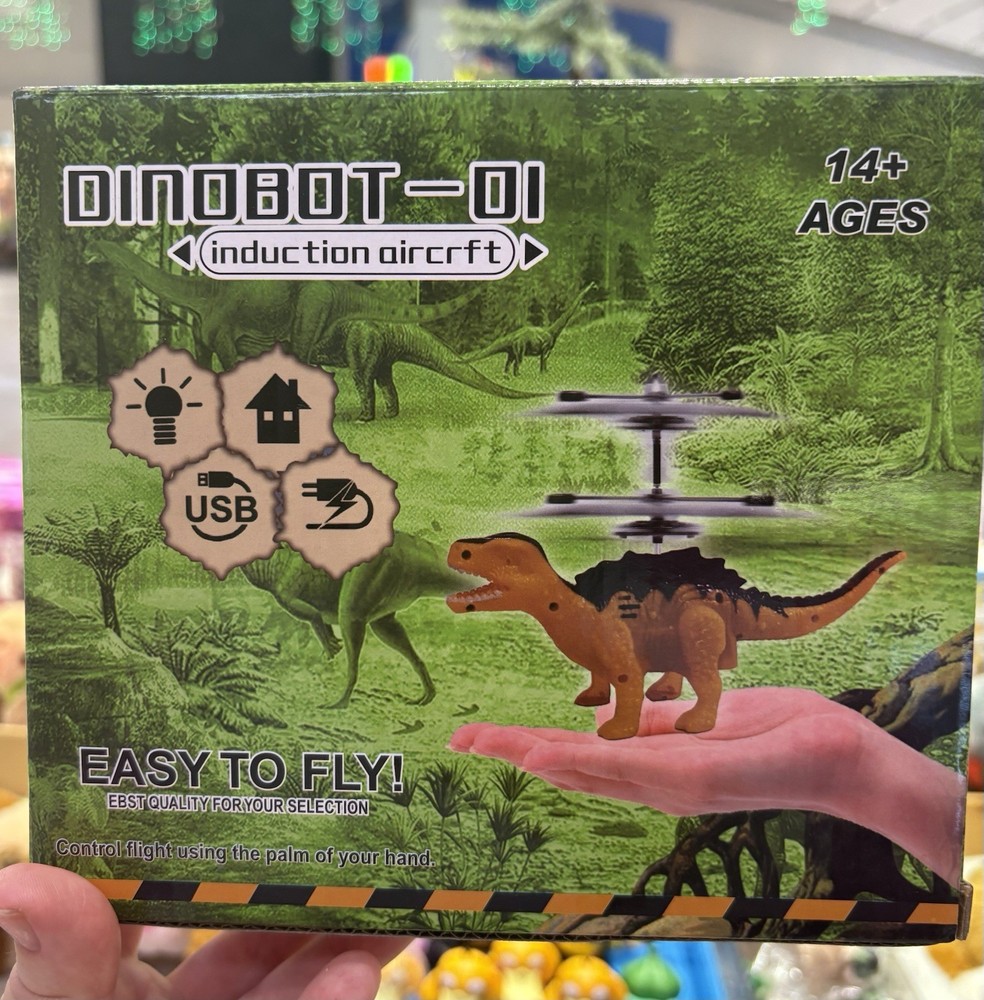 DINOBOT-01
induction aircrft
14+
AGES
USB
EASY TO FLY!
EBST QUALITY FOR YOUR SELECTION
Control flight using the palm of your hand.